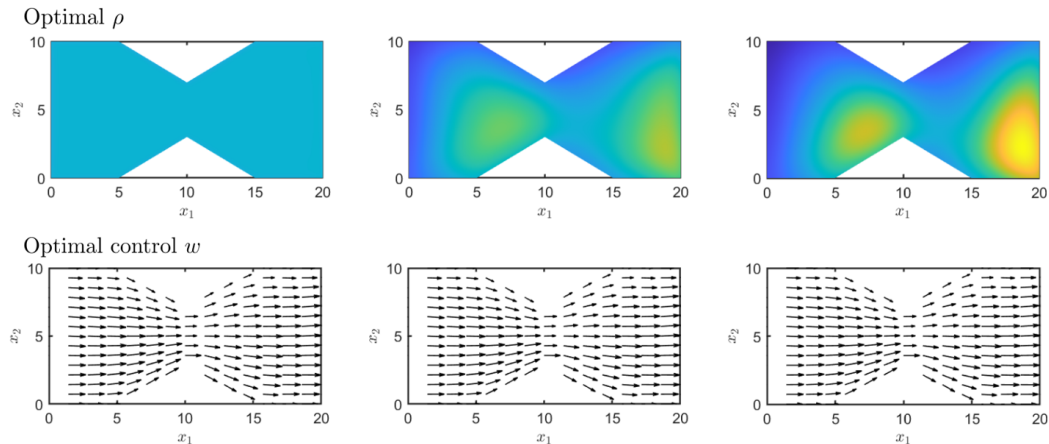 Optimal ρ
10 10 10
x₂ 5 x₂ 5 x₂ 5
0 0 0
0 5 10 15 20 0 5 10 15 20 0 5 10 15 20
x₁ x₁ x₁
Optimal control w
10 10 10
x₂ 5 x₂ 5 x₂ 5
0 0 0
0 5 10 15 20 0 5 10 15 20 0 5 10 15 20
x₁ x₁ x₁